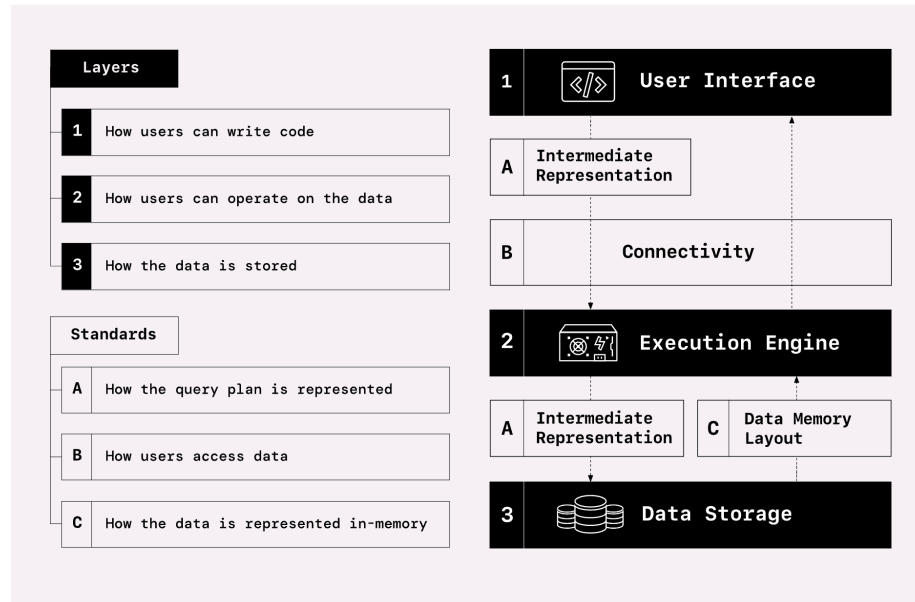 Layers
1 How users can write code
2 How users can operate on the data
3 How the data is stored
Standards
A How the query plan is represented
B How users access data
C How the data is represented in-memory
1 </> User Interface
A Intermediate
Representation
B Connectivity
2 Execution Engine
A Intermediate
Representation
C Data Memory
Layout
3 Data Storage